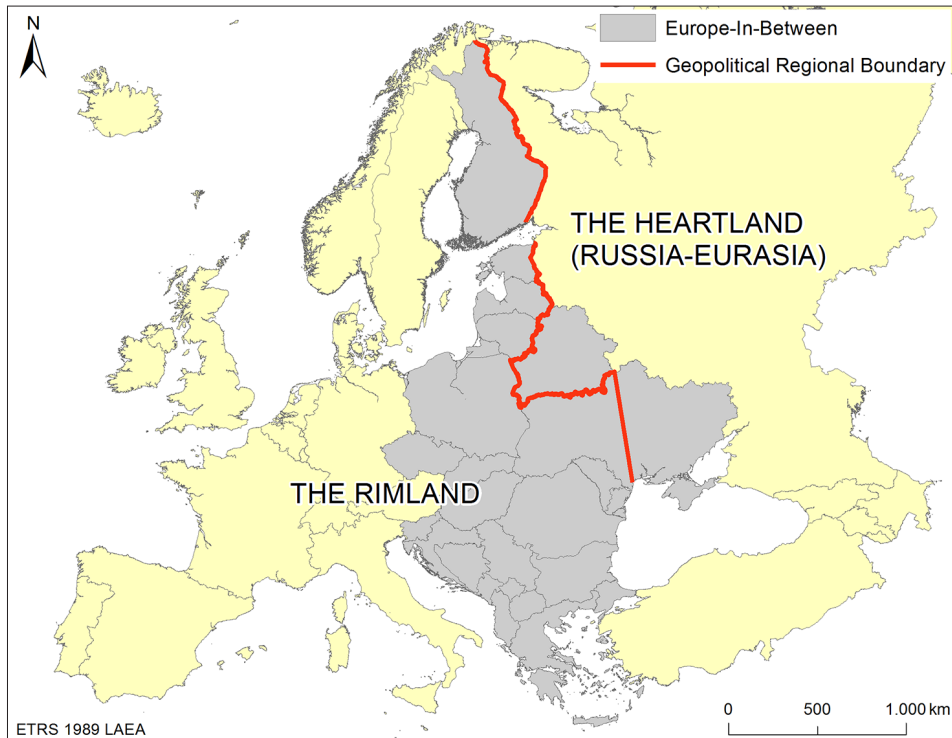 N
Europe-In-Between
Geopolitical Regional Boundary
THE HEARTLAND
(RUSSIA-EURASIA)
THE RIMLAND
0 500 1.000 km
ETRS 1989 LAEA